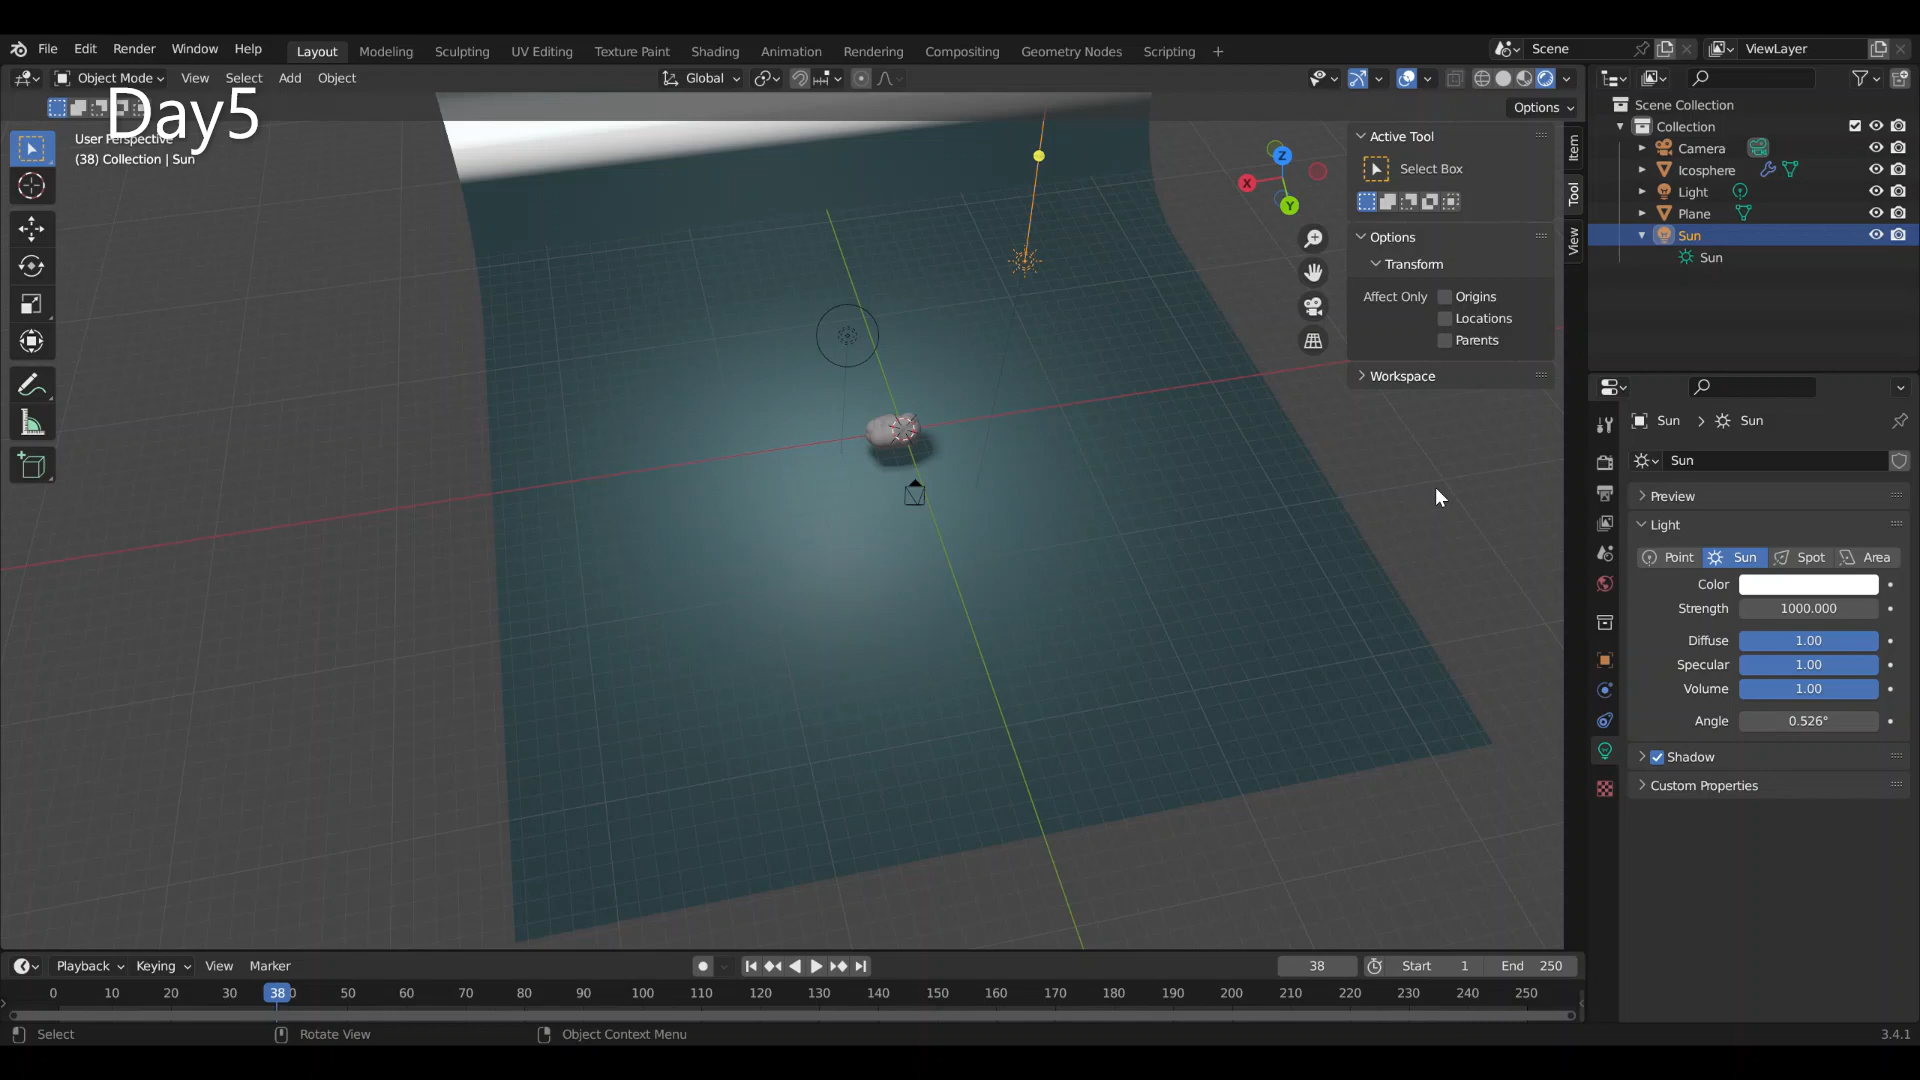 File Edit Render Window Help Layout Modeling Sculpting UV Editing Texture Paint Shading Animation Rendering Compositing Geometry Nodes Scripting + Scene ViewLayer
Object Mode View Select Add Object Global
Options
Day5
User Perspective
(38) Collection | Sun
Z
X
Y
Active Tool
Select Box
Options
Transform
Affect Only Origins
Locations
Parents
Workspace
Item
Tool
View
Scene Collection
Collection
Camera
Icosphere
Light
Plane
Sun
Sun
Sun > Sun
Sun
Preview
Light
Point Sun Spot Area
Color
Strength 1000.000
Diffuse 1.00
Specular 1.00
Volume 1.00
Angle 0.526°
Shadow
Custom Properties
Playback Keying View Marker 38 Start 1 End 250
0 10 20 30 38 50 60 70 80 90 100 110 120 130 140 150 160 170 180 190 200 210 220 230 240 250
Select Rotate View Object Context Menu 3.4.1